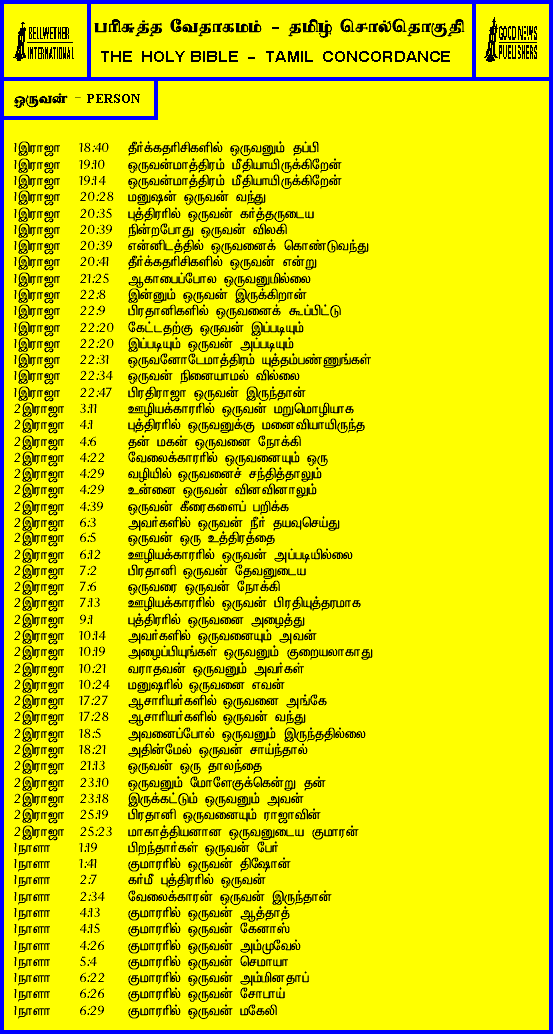 BELLWETHER
INTERNATIONAL
பரிசுத்த வேதாகமம் - தமிழ் சொல்தொகுதி
THE HOLY BIBLE - TAMIL CONCORDANCE
GOOD NEWS
PUBLISHERS
ஒருவன் - PERSON
1இராஜா 18:40 தீர்க்கதரிசிகளில் ஒருவனும் தப்பி
1இராஜா 19:10 ஒருவன்மாத்திரம் மீதியாயிருக்கிறேன்
1இராஜா 19:14 ஒருவன்மாத்திரம் மீதியாயிருக்கிறேன்
1இராஜா 20:28 மனுஷன் ஒருவன் வந்து
1இராஜா 20:35 புத்திரரில் ஒருவன் கர்த்தருடைய
1இராஜா 20:39 நின்றபோது ஒருவன் விலகி
1இராஜா 20:39 என்னிடத்தில் ஒருவனைக் கொண்டுவந்து
1இராஜா 20:41 தீர்க்கதரிசிகளில் ஒருவன் என்று
1இராஜா 21:25 ஆகாபைப்போல ஒருவனுமில்லை
1இராஜா 22:8 இன்னும் ஒருவன் இருக்கிறான்
1இராஜா 22:9 பிரதானிகளில் ஒருவனைக் கூப்பிட்டு
1இராஜா 22:20 கேட்டதற்கு ஒருவன் இப்படியும்
1இராஜா 22:20 இப்படியும் ஒருவன் அப்படியும்
1இராஜா 22:31 ஒருவனோடேமாத்திரம் யுத்தம்பண்ணுங்கள்
1இராஜா 22:34 ஒருவன் நினையாமல் வில்லை
1இராஜா 22:47 பிரதிராஜா ஒருவன் இருந்தான்
2இராஜா 3:11 ஊழியக்காரரில் ஒருவன் மறுமொழியாக
2இராஜா 4:1 புத்திரரில் ஒருவனுக்கு மனைவியாயிருந்த
2இராஜா 4:6 தன் மகன் ஒருவனை நோக்கி
2இராஜா 4:22 வேலைக்காரரில் ஒருவனையும் ஒரு
2இராஜா 4:29 வழியில் ஒருவனைச் சந்தித்தாலும்
2இராஜா 4:29 உன்னை ஒருவன் வினவினாலும்
2இராஜா 4:39 ஒருவன் கீரைகளைப் பறிக்க
2இராஜா 6:3 அவர்களில் ஒருவன் நீர் தயவுசெய்து
2இராஜா 6:5 ஒருவன் ஒரு உத்திரத்தை
2இராஜா 6:12 ஊழியக்காரரில் ஒருவன் அப்படியில்லை
2இராஜா 7:2 பிரதானி ஒருவன் தேவனுடைய
2இராஜா 7:6 ஒருவரை ஒருவன் நோக்கி
2இராஜா 7:13 ஊழியக்காரரில் ஒருவன் பிரதியுத்தரமாக
2இராஜா 9:1 புத்திரரில் ஒருவனை அழைத்து
2இராஜா 10:14 அவர்களில் ஒருவனையும் அவன்
2இராஜா 10:19 அழைப்பியுங்கள் ஒருவனும் குறையலாகாது
2இராஜா 10:21 வராதவன் ஒருவனும் அவர்கள்
2இராஜா 10:24 மனுஷரில் ஒருவனை எவன்
2இராஜா 17:27 ஆசாரியர்களில் ஒருவனை அங்கே
2இராஜா 17:28 ஆசாரியர்களில் ஒருவன் வந்து
2இராஜா 18:5 அவனைப்போல் ஒருவனும் இருந்ததில்லை
2இராஜா 18:21 அதின்மேல் ஒருவன் சாய்ந்தால்
2இராஜா 21:13 ஒருவன் ஒரு தாலந்தை
2இராஜா 23:10 ஒருவனும் மோளேகுக்கென்று தன்
2இராஜா 23:18 இருக்கட்டும் ஒருவனும் அவன்
2இராஜா 25:19 பிரதானி ஒருவனையும் ராஜாவின்
2இராஜா 25:23 மாகாத்தியனான ஒருவனுடைய குமாரன்
1நாளா 1:19 பிறந்தார்கள் ஒருவன் பேர்
1நாளா 1:41 குமாரரில் ஒருவன் திஷோன்
1நாளா 2:7 கர்மீ புத்திரரில் ஒருவன்
1நாளா 2:34 வேலைக்காரன் ஒருவன் இருந்தான்
1நாளா 4:13 குமாரரில் ஒருவன் ஆத்தாத்
1நாளா 4:15 குமாரரில் ஒருவன் கேனாஸ்
1நாளா 4:26 குமாரரில் ஒருவன் அம்முவேல்
1நாளா 5:4 குமாரரில் ஒருவன் செமாயா
1நாளா 6:22 குமாரரில் ஒருவன் அம்மினதாப்
1நாளா 6:26 குமாரரில் ஒருவன் சோபாய்
1நாளா 6:29 குமாரரில் ஒருவன் மகேலி